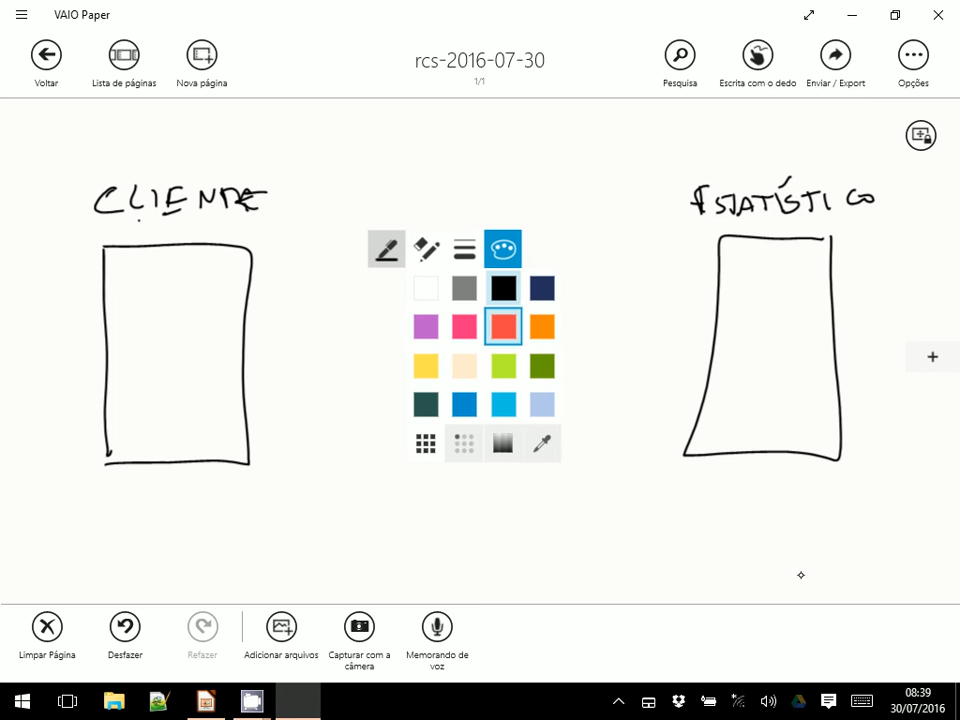 VAIO Paper
Voltar
Lista de páginas
Nova página
rcs-2016-07-30
1/1
Pesquisa
Escrita com o dedo
Enviar / Export
Opções
CLIENTE
ESTATÍSTICO
Limpar Página
Desfazer
Refazer
Adicionar arquivos
Capturar com a
câmera
Memorando de
voz
08:39
30/07/2016